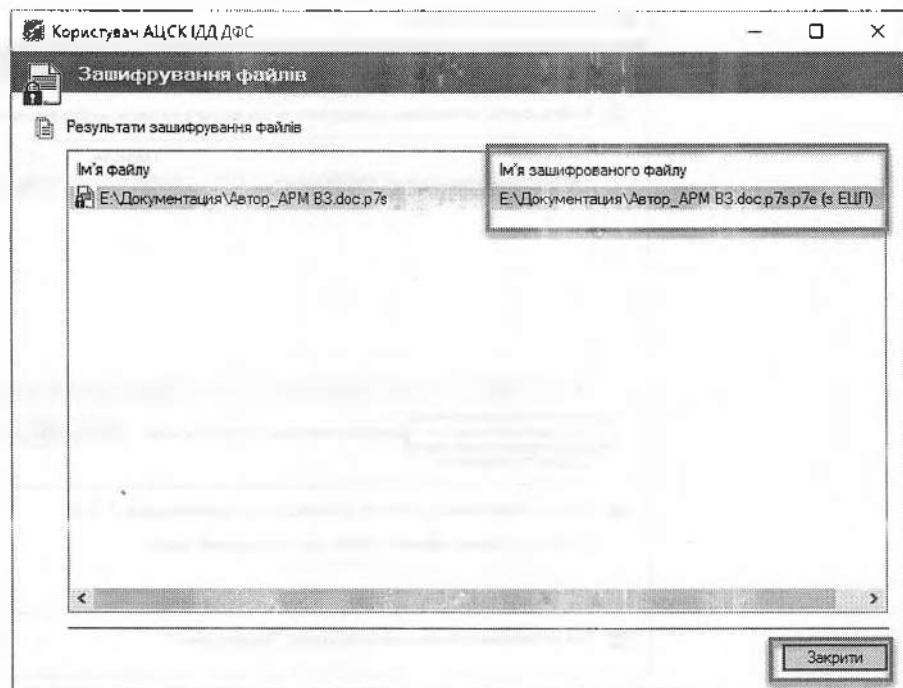 Користувач АЦСК ІДД ДФС
Зашифрування файлів
Результати зашифрування файлів
Ім'я файлу
Ім'я зашифрованого файлу
E:\Документация\Автор_АРМ ВЗ.doc.p7s
E:\Документация\Автор_АРМ ВЗ.doc.p7s.p7e (з ЕЦП)
Закрити